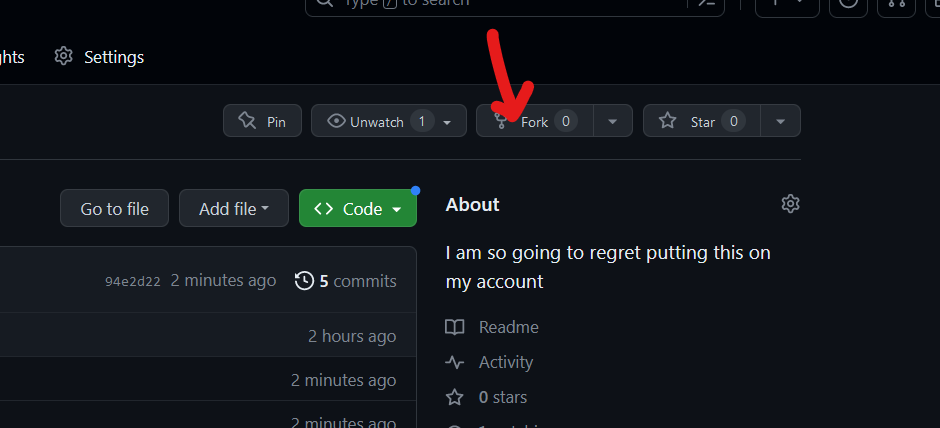 Type / to search
Settings
Pin
Unwatch 1
Fork 0
Star 0
Go to file
Add file
Code
About
I am so going to regret putting this on
my account
94e2d22 2 minutes ago 5 commits
2 hours ago
2 minutes ago
2 minutes ago
Readme
Activity
0 stars